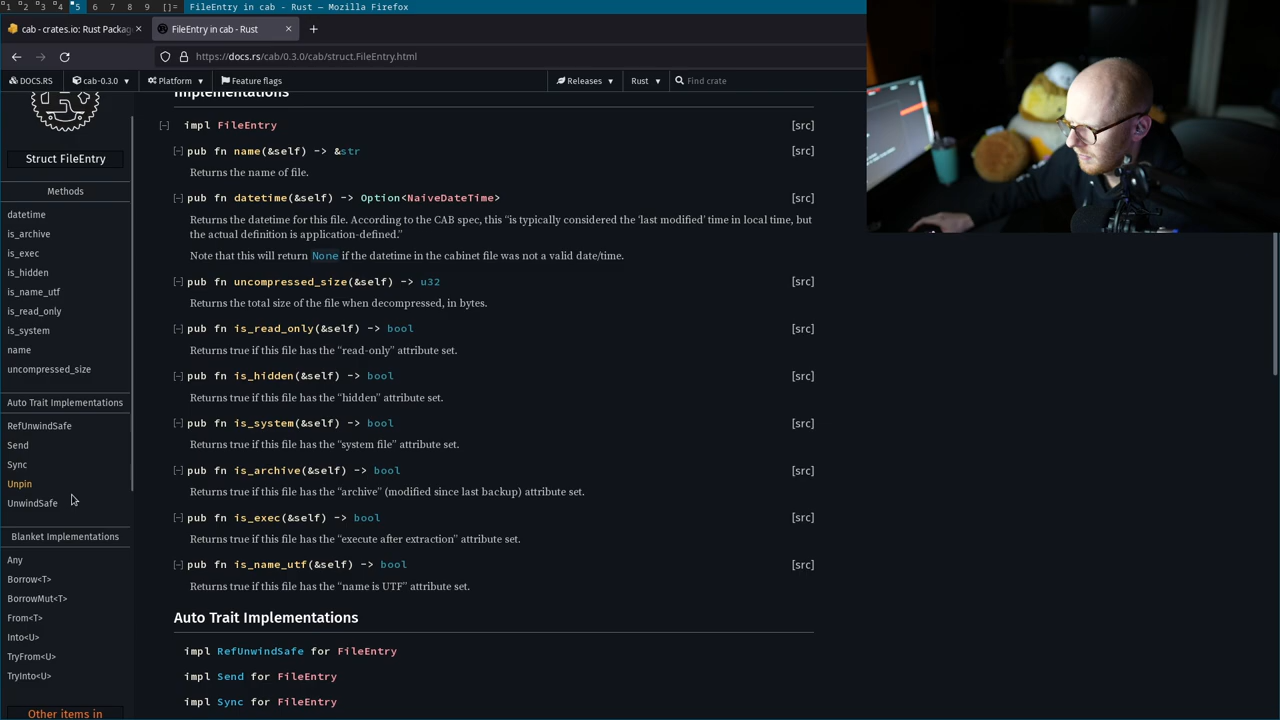 1 2 3 4 5 6 7 8 9 []= FileEntry in cab - Rust — Mozilla Firefox
cab - crates.io: Rust Packag
FileEntry in cab - Rust
https://docs.rs/cab/0.3.0/cab/struct.FileEntry.html
DOCS.RS
cab-0.3.0
Platform
Feature flags
Releases
Rust
Find crate
Struct FileEntry
Methods
datetime
is_archive
is_exec
is_hidden
is_name_utf
is_read_only
is_system
name
uncompressed_size
Auto Trait Implementations
RefUnwindSafe
Send
Sync
Unpin
UnwindSafe
Blanket Implementations
Any
Borrow<T>
BorrowMut<T>
From<T>
Into<U>
TryFrom<U>
TryInto<U>
Other items in
Implementations
[−] impl FileEntry [src]
[−] pub fn name(&self) -> &str [src]
Returns the name of file.
[−] pub fn datetime(&self) -> Option<NaiveDateTime> [src]
Returns the datetime for this file. According to the CAB spec, this “is typically considered the ‘last modified’ time in local time, but
the actual definition is application-defined.”
Note that this will return None if the datetime in the cabinet file was not a valid date/time.
[−] pub fn uncompressed_size(&self) -> u32 [src]
Returns the total size of the file when decompressed, in bytes.
[−] pub fn is_read_only(&self) -> bool [src]
Returns true if this file has the “read-only” attribute set.
[−] pub fn is_hidden(&self) -> bool [src]
Returns true if this file has the “hidden” attribute set.
[−] pub fn is_system(&self) -> bool [src]
Returns true if this file has the “system file” attribute set.
[−] pub fn is_archive(&self) -> bool [src]
Returns true if this file has the “archive” (modified since last backup) attribute set.
[−] pub fn is_exec(&self) -> bool [src]
Returns true if this file has the “execute after extraction” attribute set.
[−] pub fn is_name_utf(&self) -> bool [src]
Returns true if this file has the “name is UTF” attribute set.
Auto Trait Implementations
impl RefUnwindSafe for FileEntry
impl Send for FileEntry
impl Sync for FileEntry